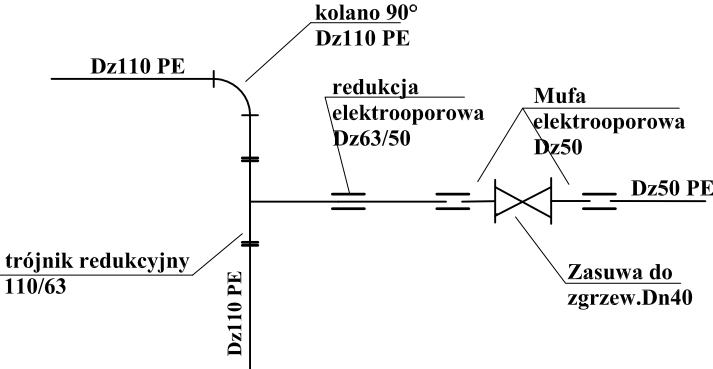 kolano 90°
Dz110 PE
Dz110 PE
redukcja
elektrooporowa
Dz63/50
Mufa
elektrooporowa
Dz50
Dz50 PE
trójnik redukcyjny
110/63
Dz110 PE
Zasuwa do
zgrzew.Dn40